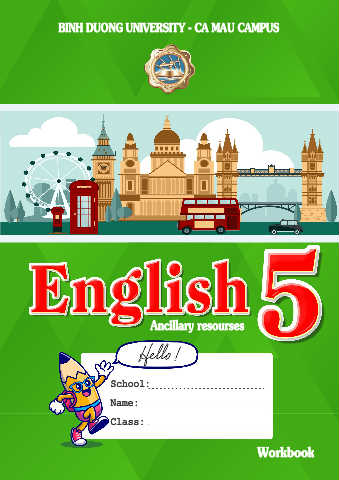 BINH DUONG UNIVERSITY - CA MAU CAMPUS
English 5
Ancillary resourses
Hello!
School:
Name:
Class:
Workbook